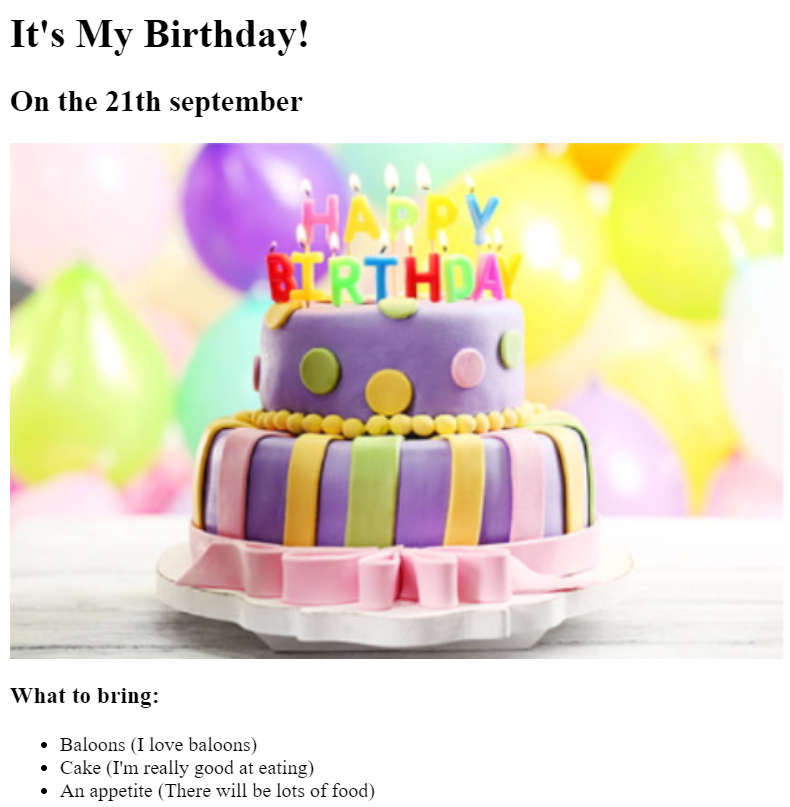 It's My Birthday!
On the 21th september
HAPPY
BIRTHDAY
What to bring:
Baloons (I love baloons)
Cake (I'm really good at eating)
An appetite (There will be lots of food)